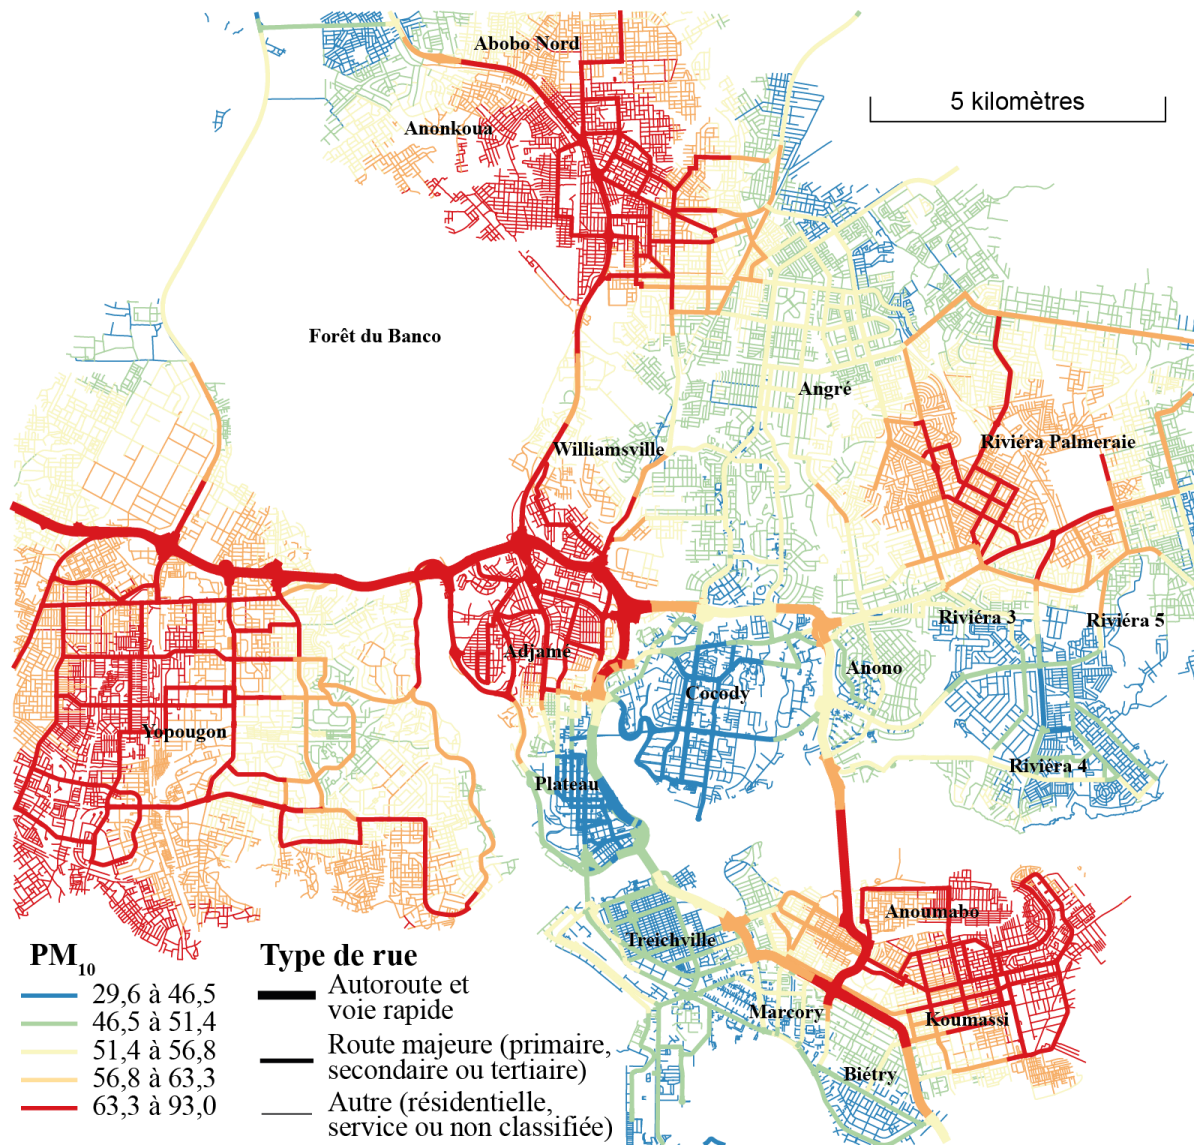 Abobo Nord
5 kilomètres
Anonkoua
Forêt du Banco
Angré
Williamsville
Riviéra Palmeraie
Riviéra 3
Riviéra 5
Adjamé
Anono
Cocody
Yopougon
Riviéra 4
Plateau
Anoumabo
Treichville
Marcory
Koumassi
Biétry
PM10
29,6 à 46,5
46,5 à 51,4
51,4 à 56,8
56,8 à 63,3
63,3 à 93,0
Type de rue
Autoroute et
voie rapide
Route majeure (primaire,
secondaire ou tertiaire)
Autre (résidentielle,
service ou non classifiée)